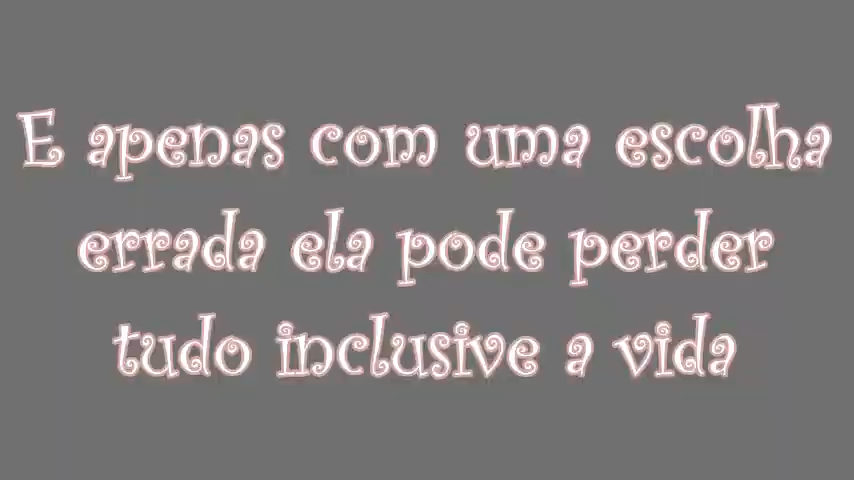 E apenas com uma escolha
errada ela pode perder
tudo inclusive a vida